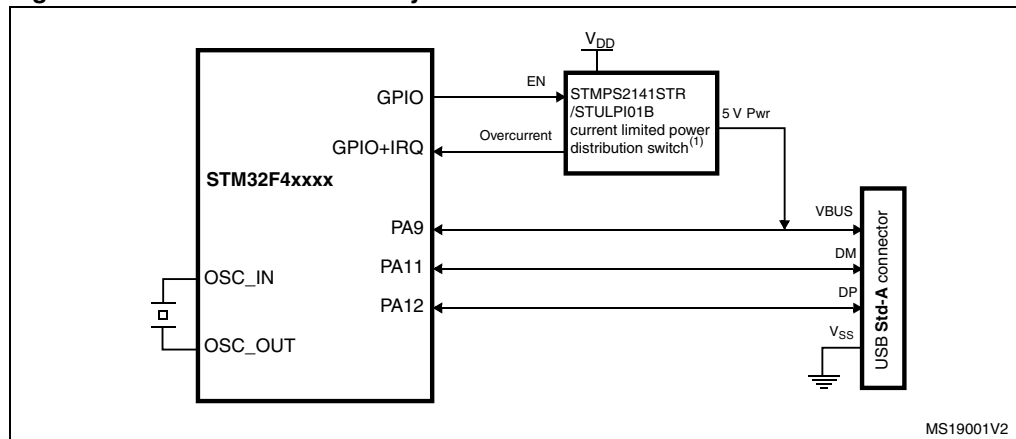 V_DD
EN
GPIO
STMPS2141STR
/STULPI01B
current limited power
distribution switch(1)
5 V Pwr
Overcurrent
GPIO+IRQ
STM32F4xxxx
VBUS
PA9
DM
PA11
OSC_IN
DP
PA12
V_SS
OSC_OUT
USB Std-A connector
MS19001V2